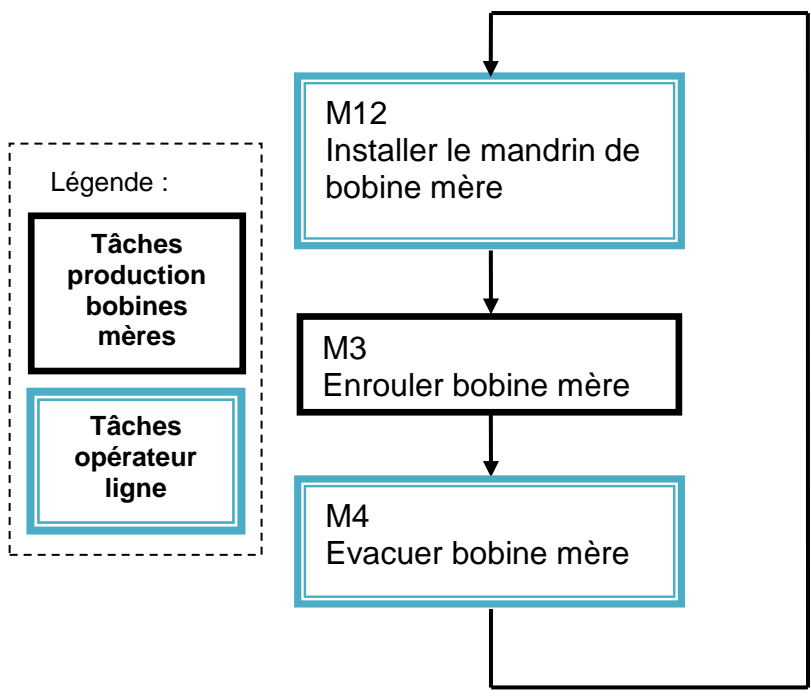 M12
Installer le mandrin de
bobine mère
Légende :
Tâches
production
bobines
mères
M3
Enrouler bobine mère
Tâches
opérateur
ligne
M4
Evacuer bobine mère